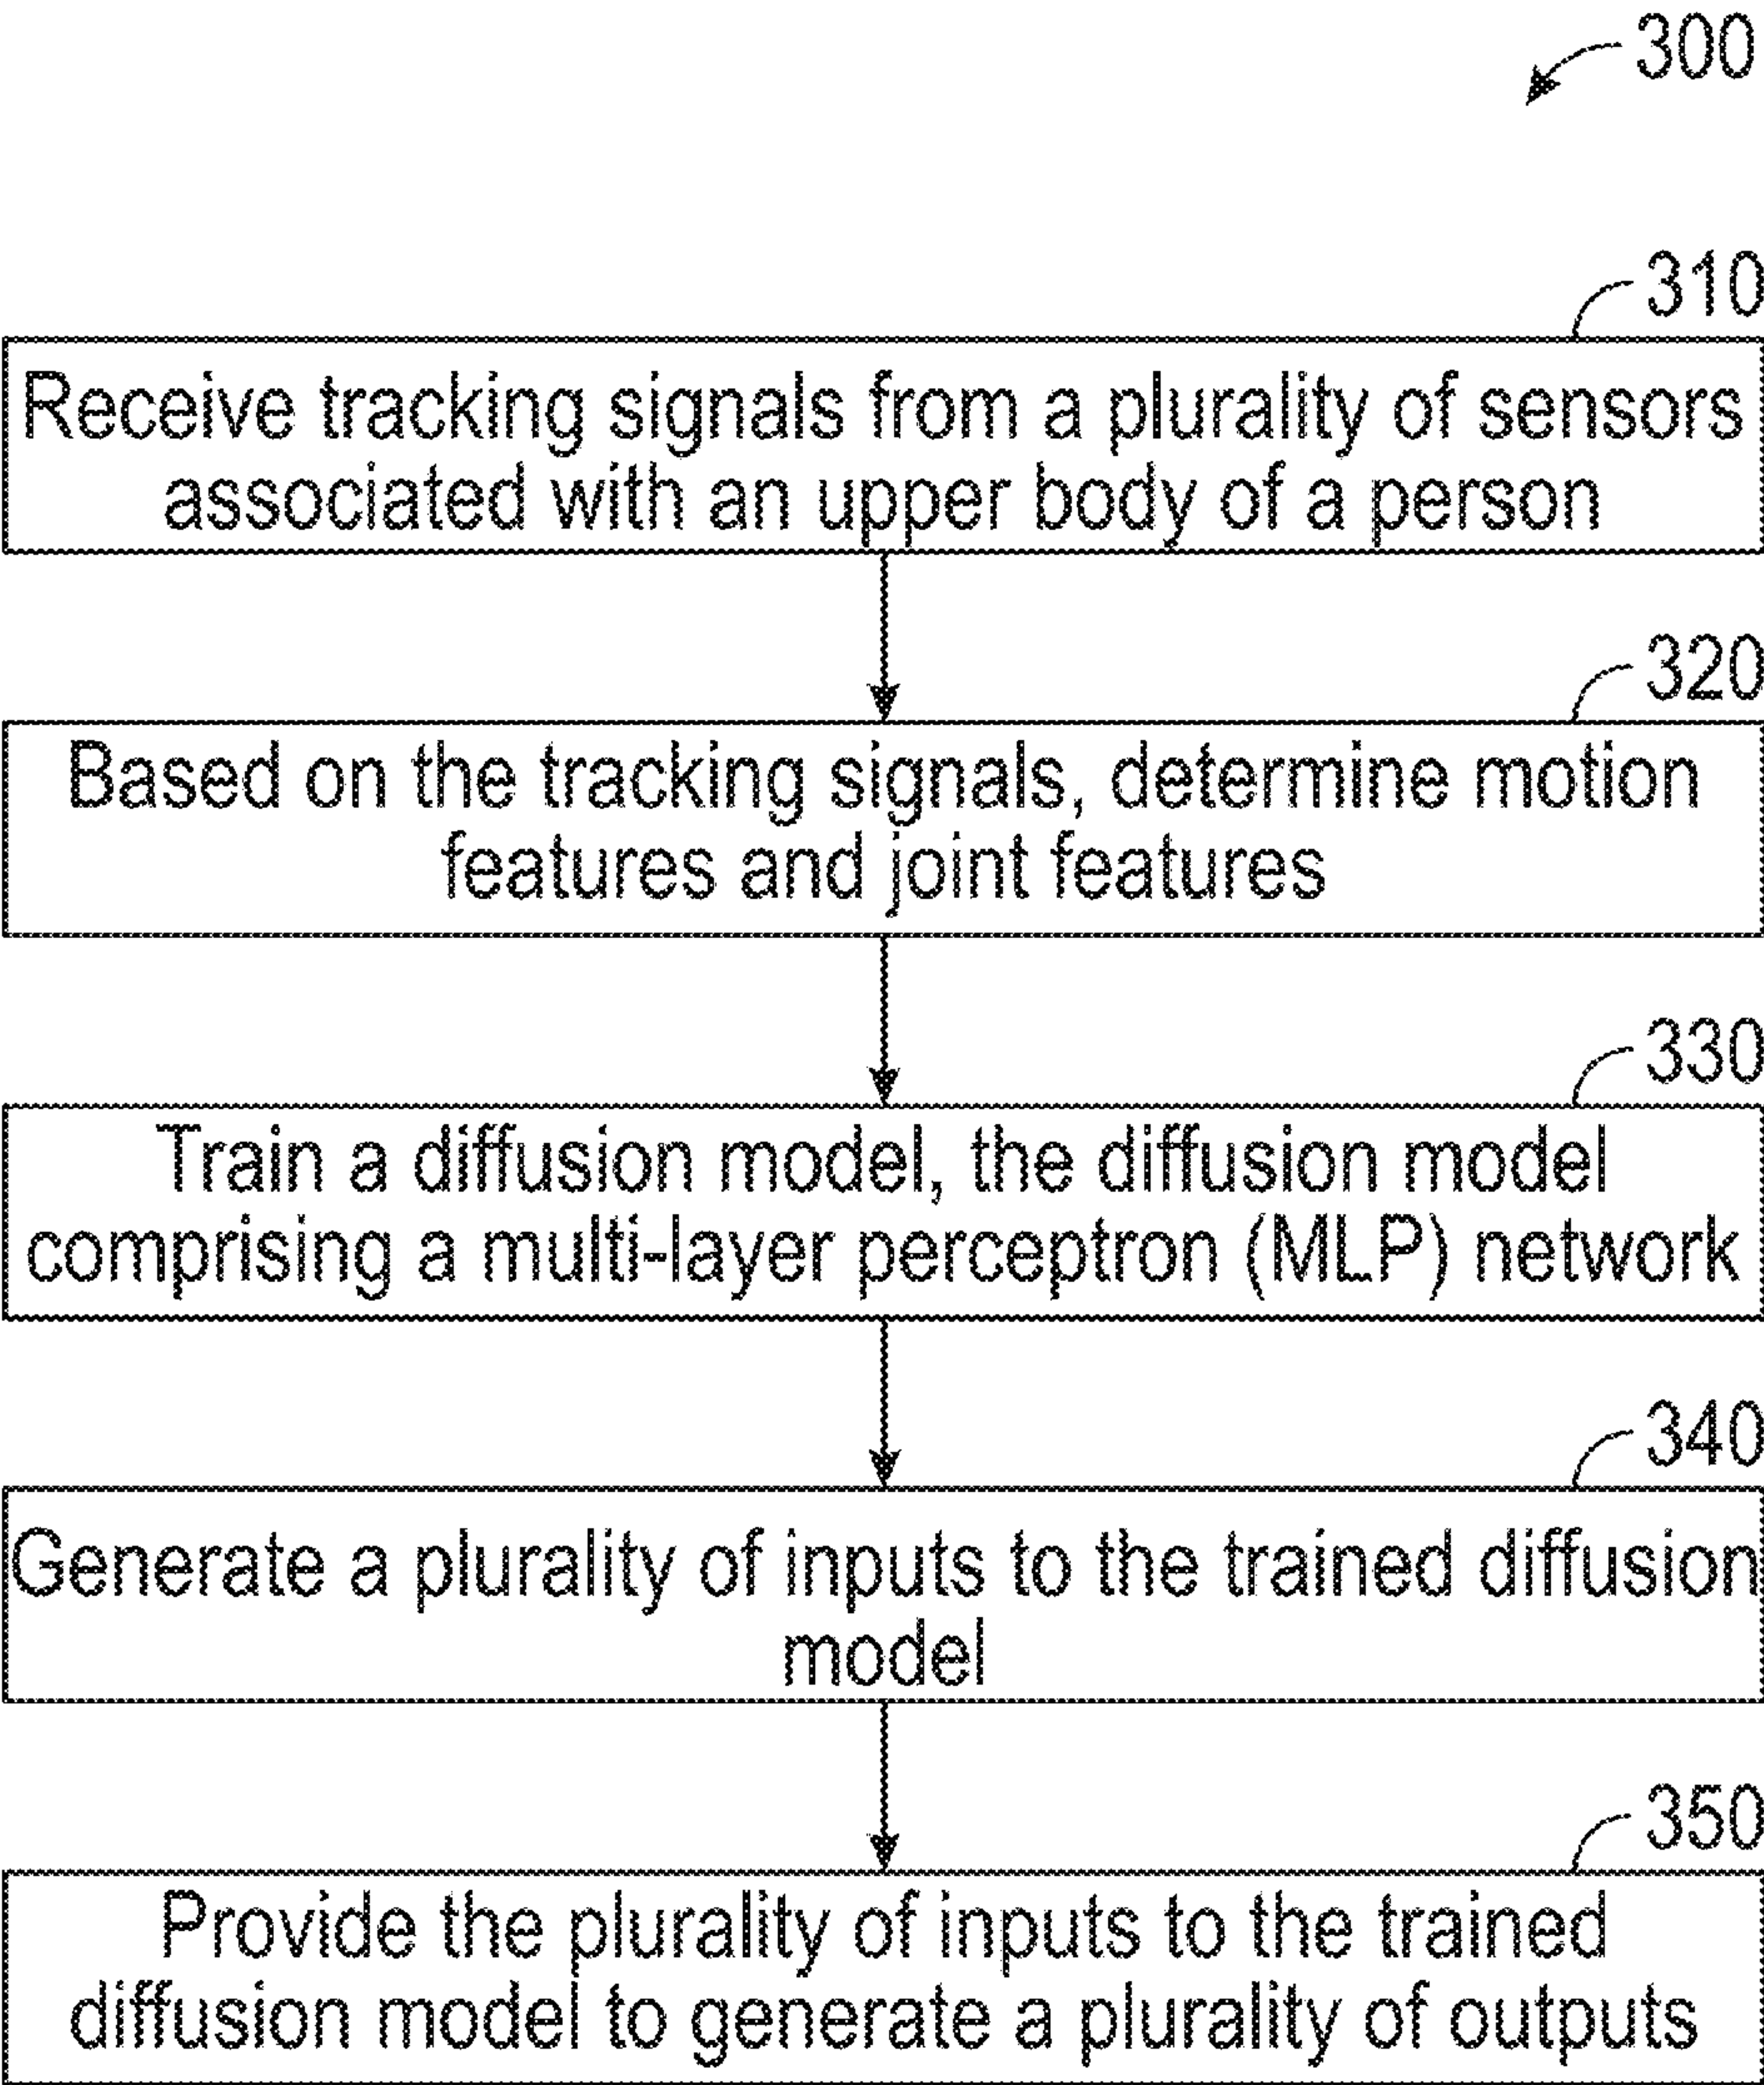 300
310
Receive tracking signals from a plurality of sensors
associated with an upper body of a person
320
Based on the tracking signals, determine motion
features and joint features
330
Train a diffusion model, the diffusion model
comprising a multi-layer perceptron (MLP) network
340
Generate a plurality of inputs to the trained diffusion
model
350
Provide the plurality of inputs to the trained
diffusion model to generate a plurality of outputs